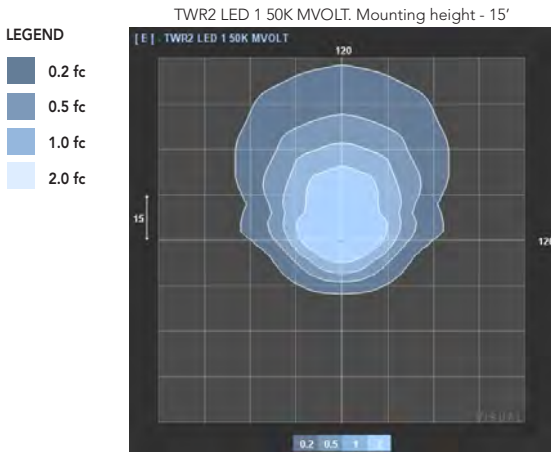 TWR2 LED 1 50K MVOLT. Mounting height - 15’
LEGEND
0.2 fc
0.5 fc
1.0 fc
2.0 fc
[ E ] - TWR2 LED 1 50K MVOLT
120
15
120
VISUAL
0.2 0.5 1 2